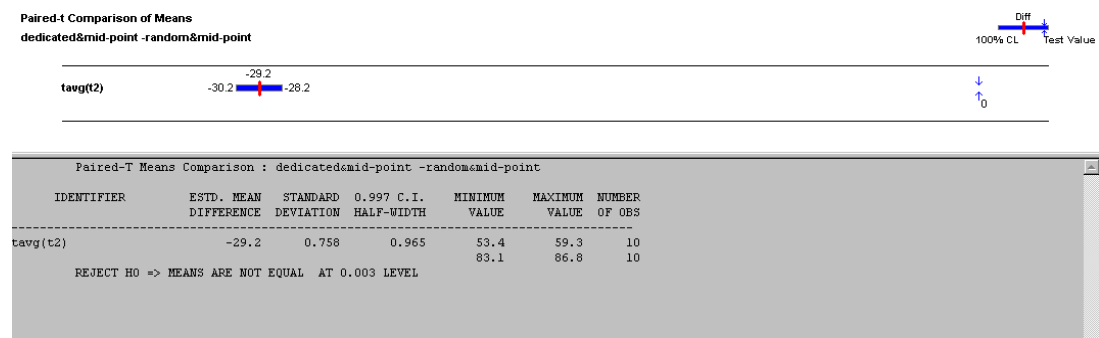 Paired-t Comparison of Means
dedicated&mid-point -random&mid-point
Diff
100% CL Test Value
tavg(t2)
-29.2
-30.2 -28.2
0
Paired-T Means Comparison : dedicated&mid-point -random&mid-point
IDENTIFIER ESTD. MEAN STANDARD 0.997 C.I. MINIMUM MAXIMUM NUMBER
DIFFERENCE DEVIATION HALF-WIDTH VALUE VALUE OF OBS
tavg(t2) -29.2 0.758 0.965 53.4 59.3 10
83.1 86.8 10
REJECT H0 => MEANS ARE NOT EQUAL AT 0.003 LEVEL